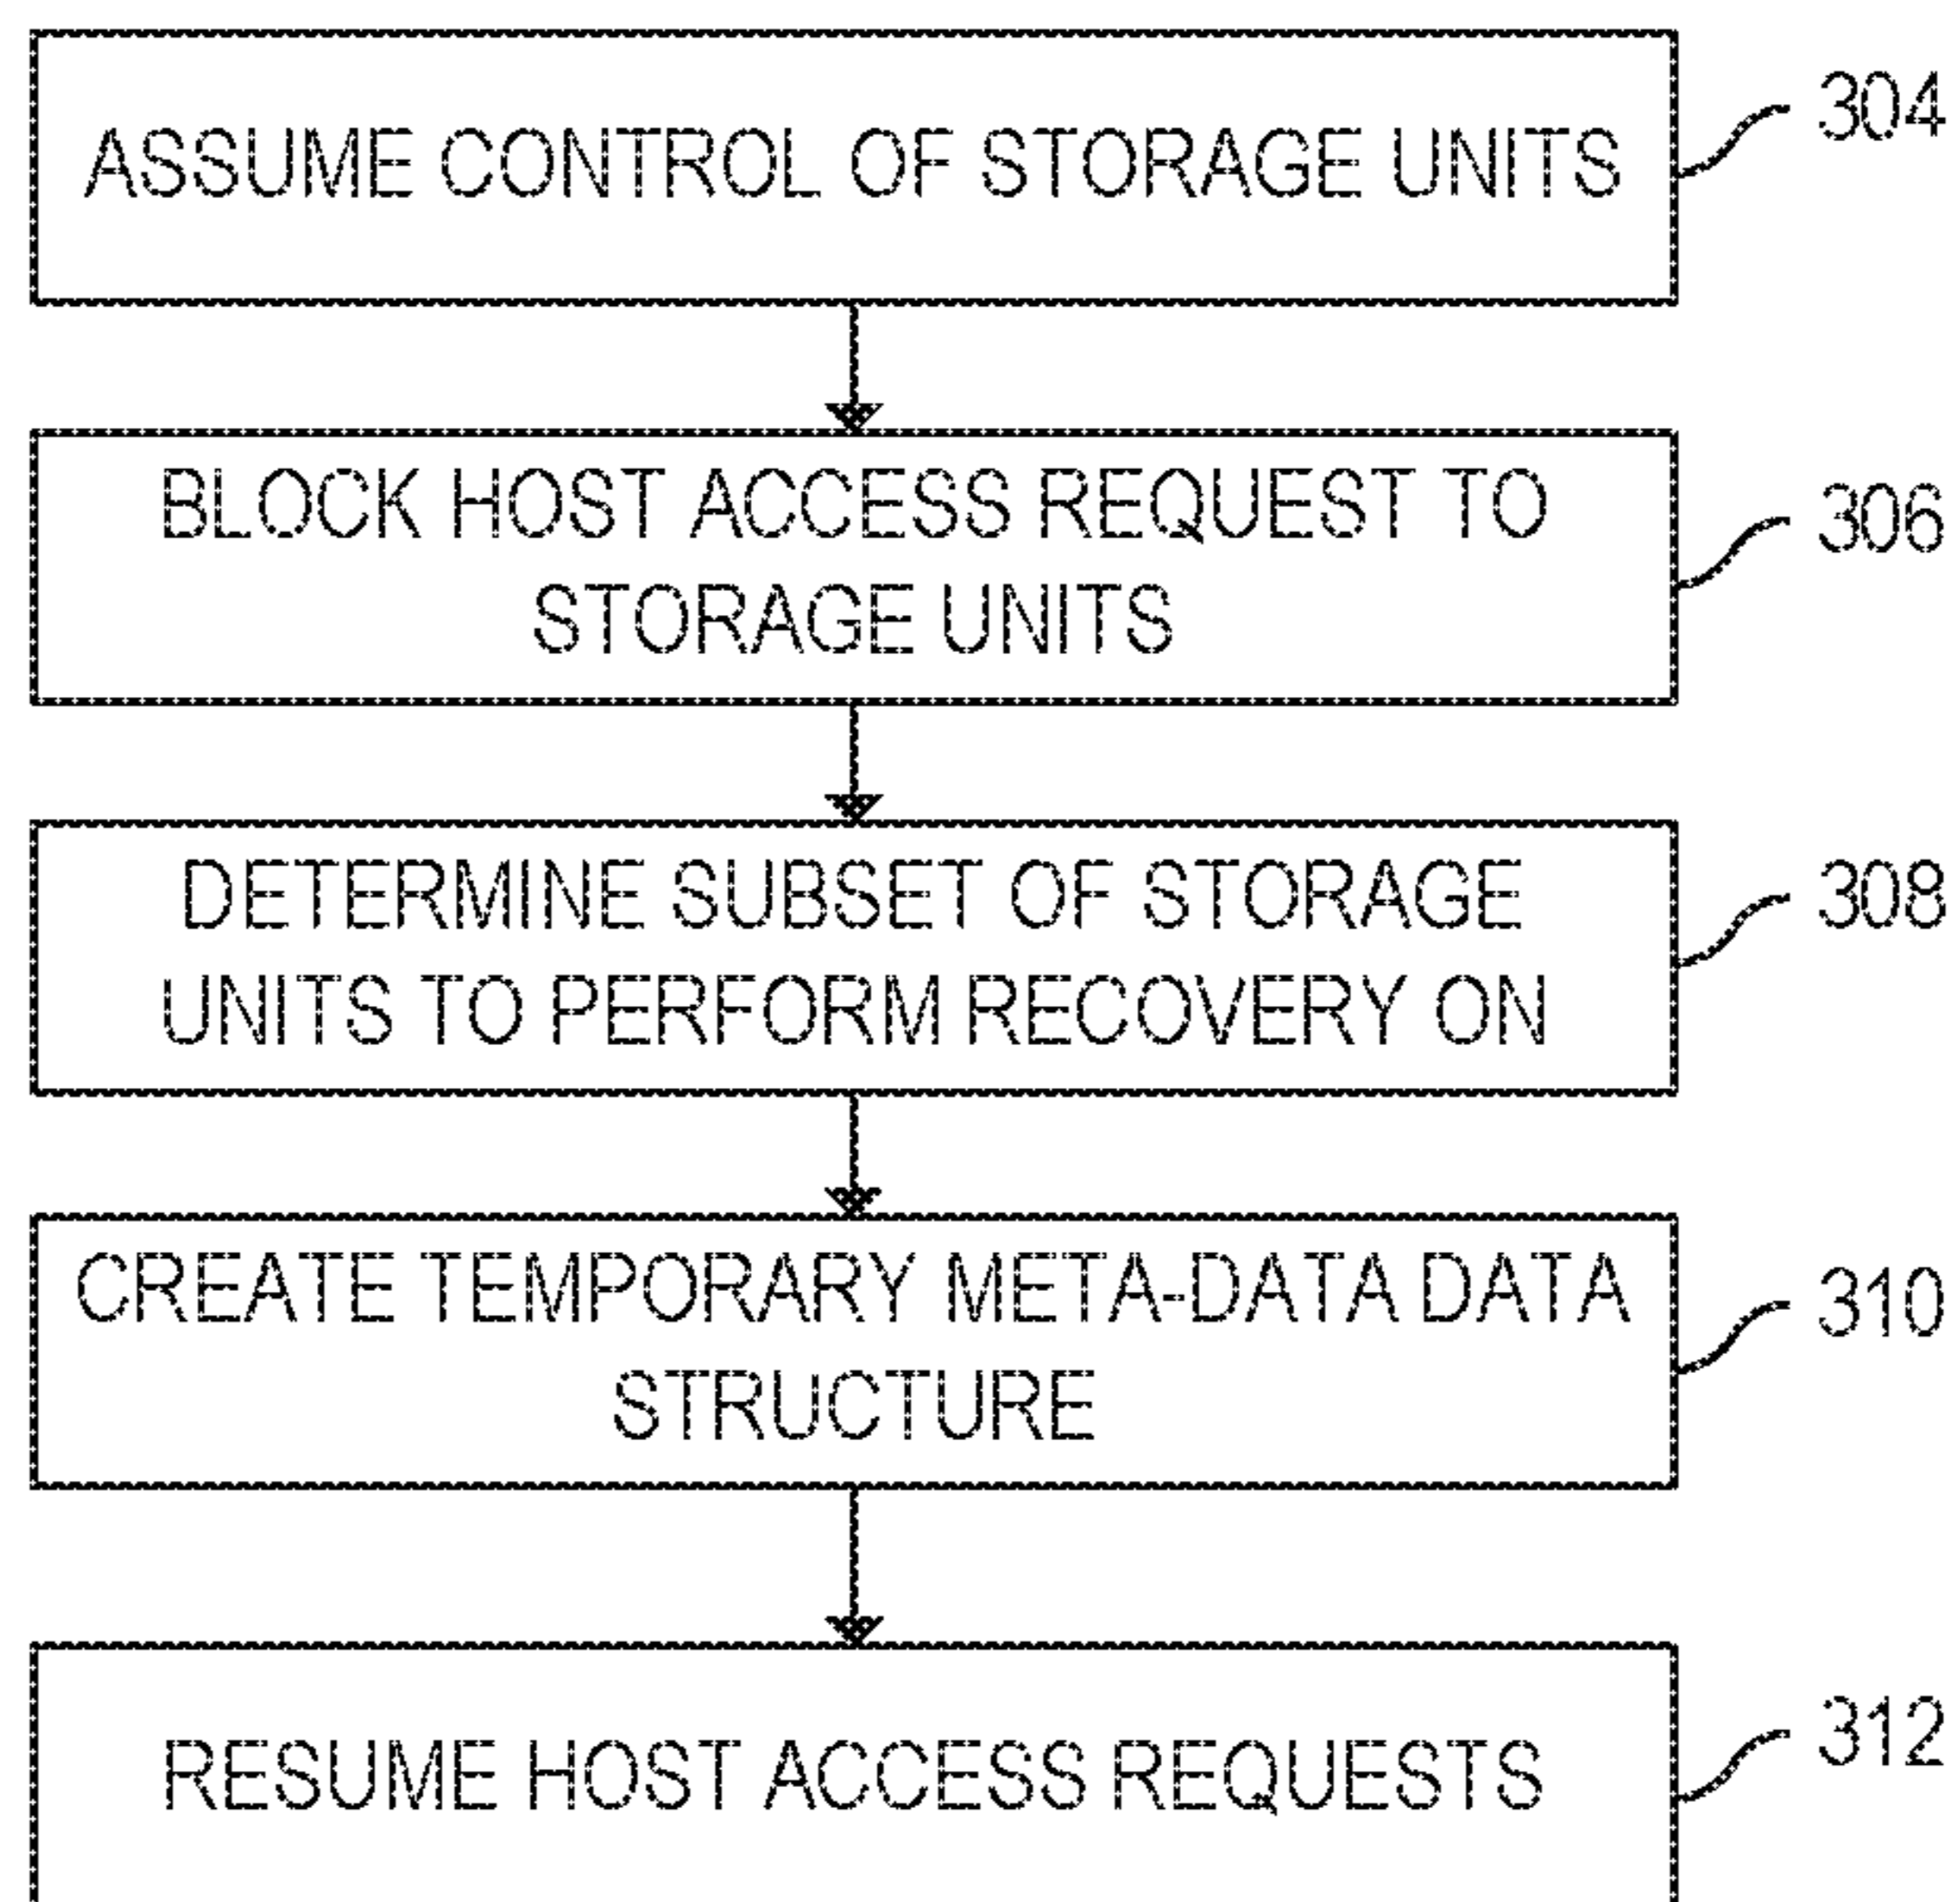 ASSUME CONTROL OF STORAGE UNITS
304
BLOCK HOST ACCESS REQUEST TO
STORAGE UNITS
306
DETERMINE SUBSET OF STORAGE
UNITS TO PERFORM RECOVERY ON
308
CREATE TEMPORARY META-DATA DATA
STRUCTURE
310
RESUME HOST ACCESS REQUESTS
312